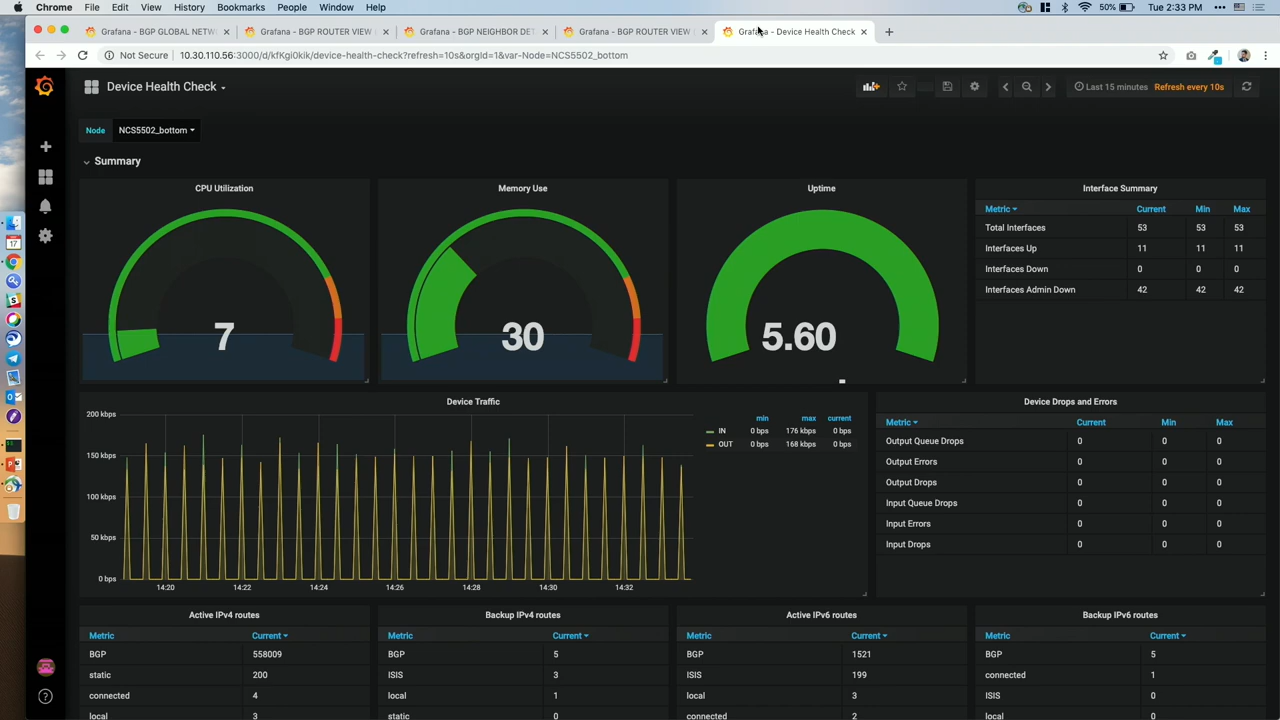 Chrome File Edit View History Bookmarks People Window Help 50% Tue 2:33 PM
Grafana - BGP GLOBAL NETW Grafana - BGP ROUTER VIEW ( Grafana - BGP NEIGHBOR DET Grafana - BGP ROUTER VIEW ( Grafana - Device Health Check
Not Secure 10.30.110.56:3000/d/kfKgi0kik/device-health-check?refresh=10s&orgId=1&var-Node=NCS5502_bottom
Device Health Check Last 15 minutes Refresh every 10s
Node NCS5502_bottom
Summary
CPU Utilization
7
Memory Use
30
Uptime
5.60
Interface Summary
Metric Current Min Max
Total Interfaces 53 53 53
Interfaces Up 11 11 11
Interfaces Down 0 0 0
Interfaces Admin Down 42 42 42
Device Traffic
200 kbps
150 kbps
100 kbps
50 kbps
0 bps
14:20 14:22 14:24 14:26 14:28 14:30 14:32
min max current
IN 0 bps 176 kbps 0 bps
OUT 0 bps 168 kbps 0 bps
Device Drops and Errors
Metric Current Min Max
Output Queue Drops 0 0 0
Output Errors 0 0 0
Output Drops 0 0 0
Input Queue Drops 0 0 0
Input Errors 0 0 0
Input Drops 0 0 0
Active IPv4 routes
Metric Current
BGP 558009
static 200
connected 4
local 3
Backup IPv4 routes
Metric Current
BGP 5
ISIS 3
local 1
static 0
Active IPv6 routes
Metric Current
BGP 1521
ISIS 199
local 3
connected 2
Backup IPv6 routes
Metric Current
BGP 5
connected 1
ISIS 0
local 0